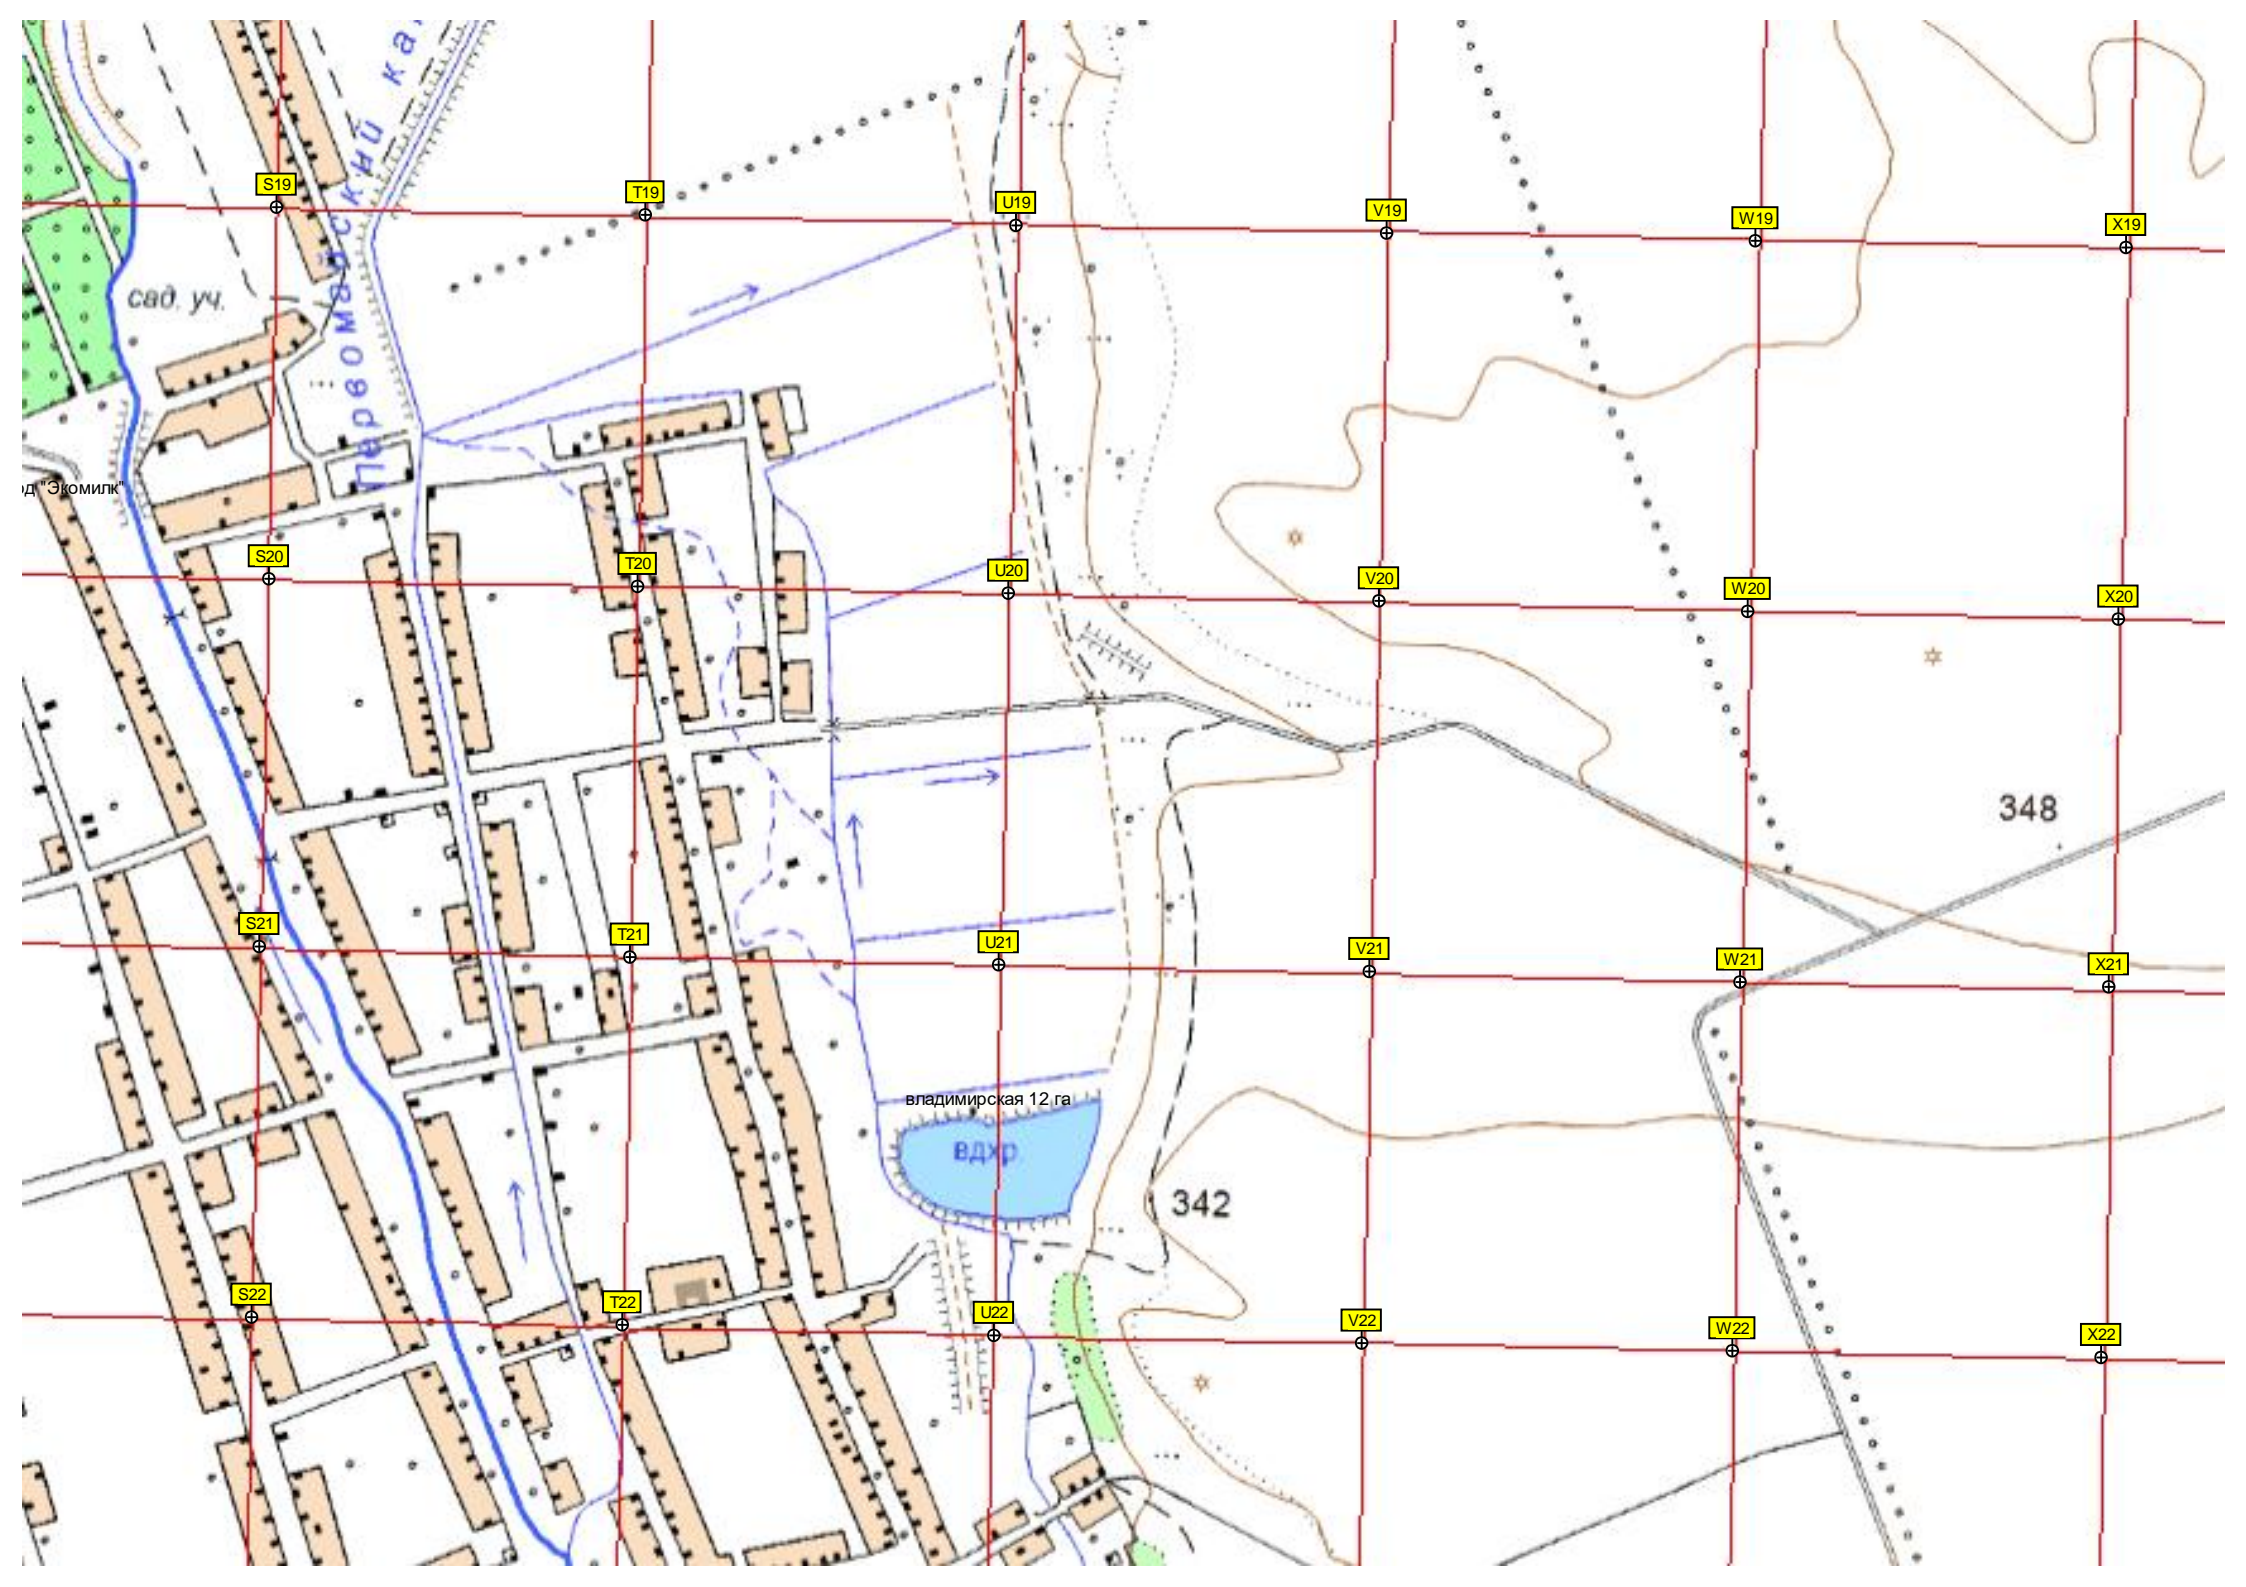 Первомайский ка
S19
T19
U19
V19
W19
X19
сад. уч.
од "Экомилк"
S20
T20
U20
V20
W20
X20
348
S21
T21
U21
V21
W21
X21
владимирская 12 га
вдхр
342
S22
T22
U22
V22
W22
X22